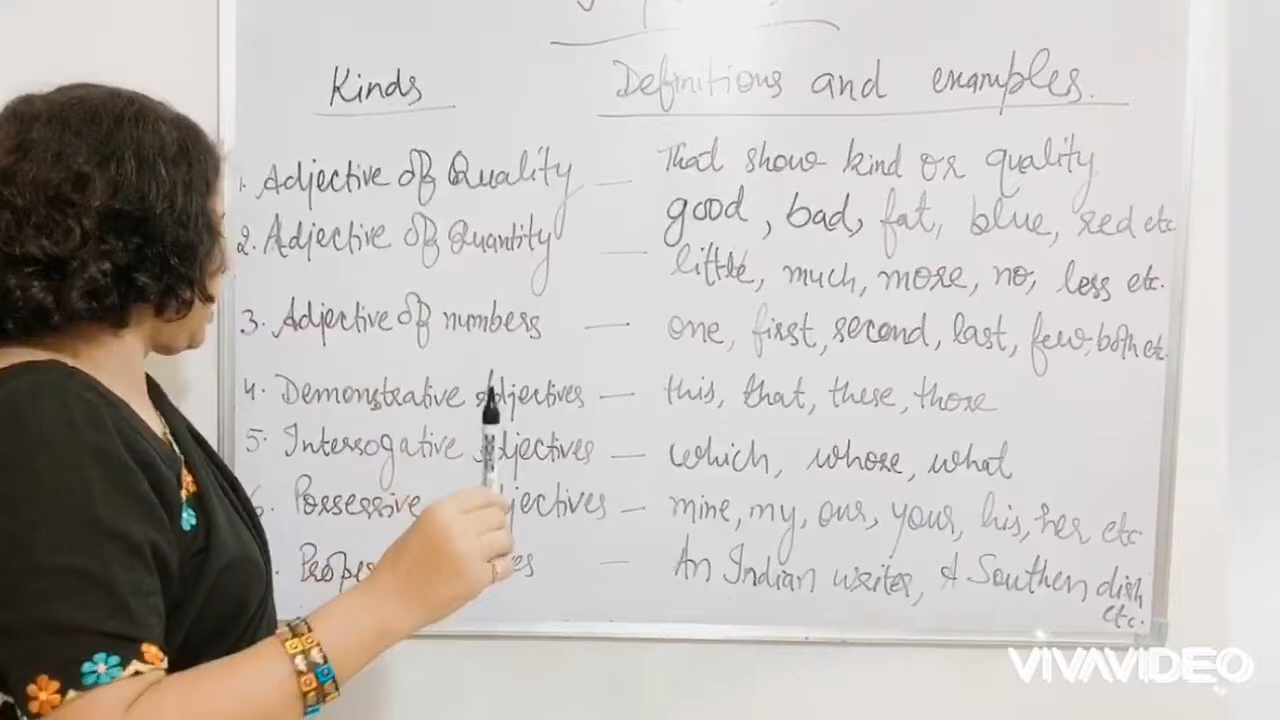 Kinds Definitions and examples.
1. Adjective of Quality — That show kind or quality
good, bad, fat, blue, red etc.
2. Adjective of Quantity — little, much, more, no, less etc.
3. Adjective of numbers — one, first, second, last, few, both etc.
4. Demonstrative adjectives — this, that, these, those
5. Interrogative adjectives — which, whose, what
6. Possessive adjectives — mine, my, our, your, his, her etc
— An Indian writer, A Southen dish
etc.
VIVAVIDEO